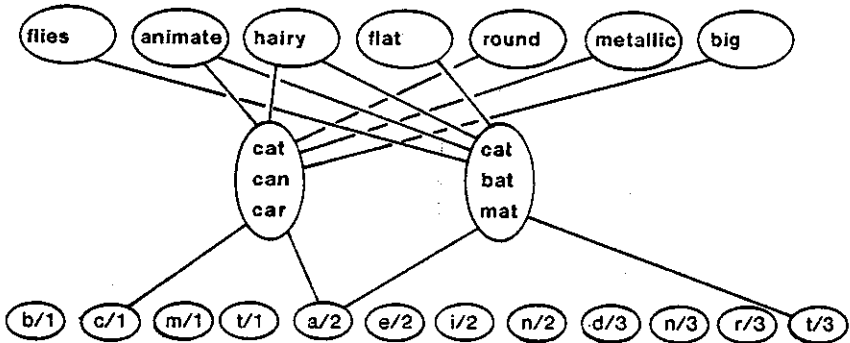 flies animate hairy flat round metallic big
cat cat
can bat
car mat
b/1 c/1 m/1 t/1 a/2 e/2 i/2 n/2 d/3 n/3 r/3 t/3